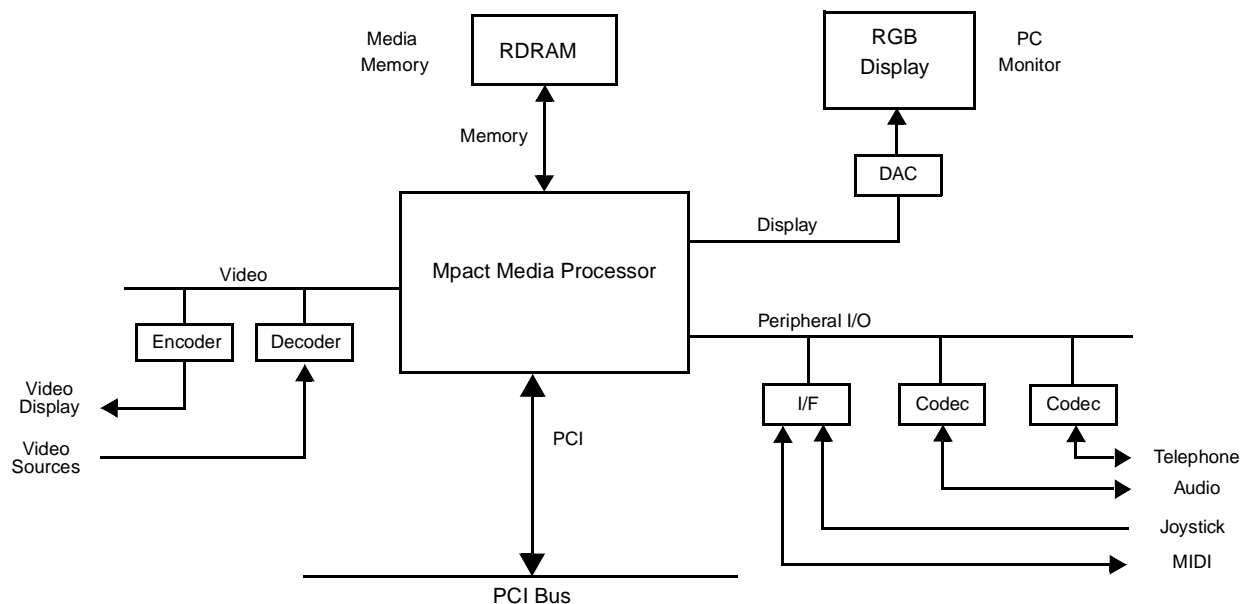 Media
Memory
RDRAM
RGB
Display
PC
Monitor
Memory
DAC
Display
Mpact Media Processor
Video
Encoder
Decoder
Peripheral I/O
Video
Display
Video
Sources
I/F
Codec
Codec
PCI
Telephone
Audio
Joystick
MIDI
PCI Bus